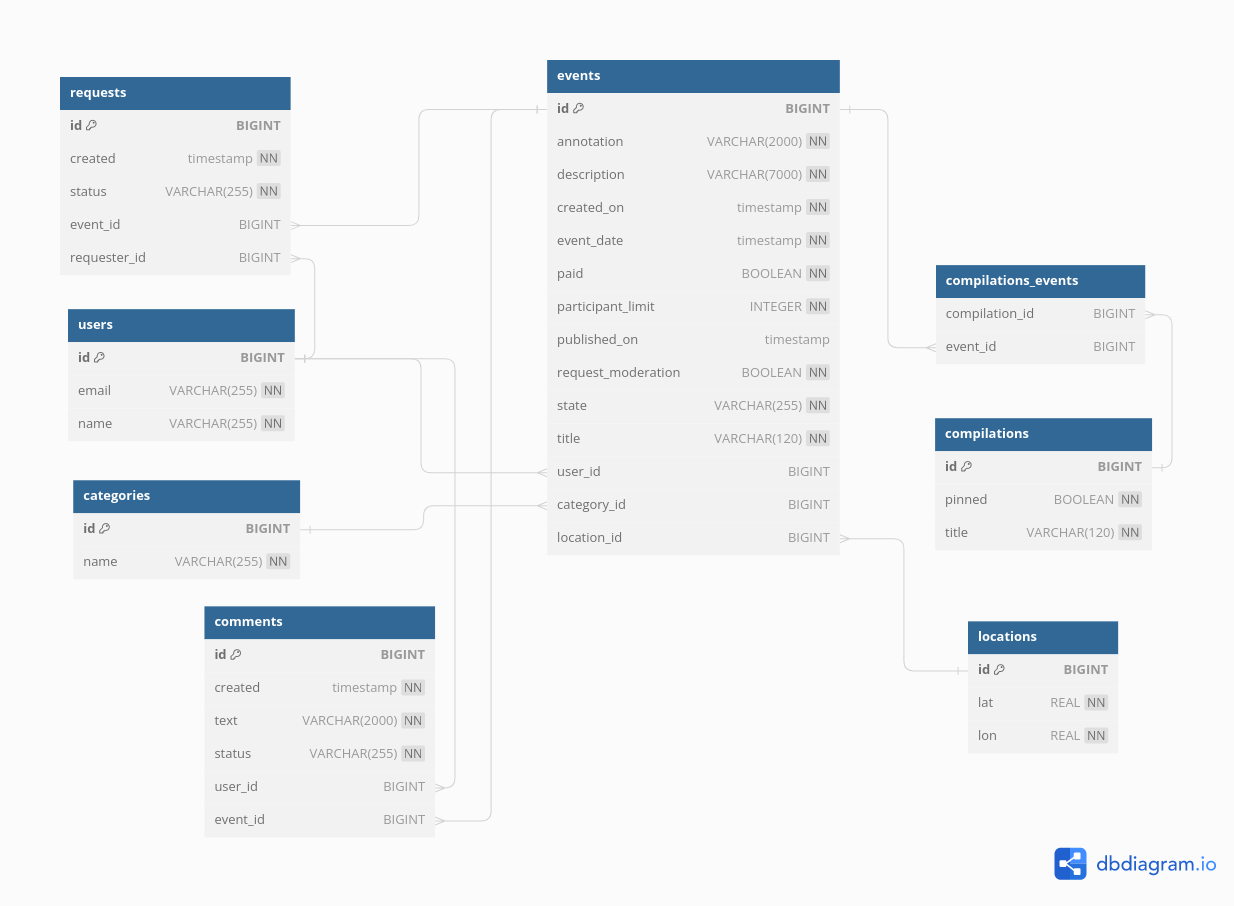 requests
id BIGINT
created timestamp NN
status VARCHAR(255) NN
event_id BIGINT
requester_id BIGINT
users
id BIGINT
email VARCHAR(255) NN
name VARCHAR(255) NN
categories
id BIGINT
name VARCHAR(255) NN
comments
id BIGINT
created timestamp NN
text VARCHAR(2000) NN
status VARCHAR(255) NN
user_id BIGINT
event_id BIGINT
events
id BIGINT
annotation VARCHAR(2000) NN
description VARCHAR(7000) NN
created_on timestamp NN
event_date timestamp NN
paid BOOLEAN NN
participant_limit INTEGER NN
published_on timestamp
request_moderation BOOLEAN NN
state VARCHAR(255) NN
title VARCHAR(120) NN
user_id BIGINT
category_id BIGINT
location_id BIGINT
compilations_events
compilation_id BIGINT
event_id BIGINT
compilations
id BIGINT
pinned BOOLEAN NN
title VARCHAR(120) NN
locations
id BIGINT
lat REAL NN
lon REAL NN
dbdiagram.io